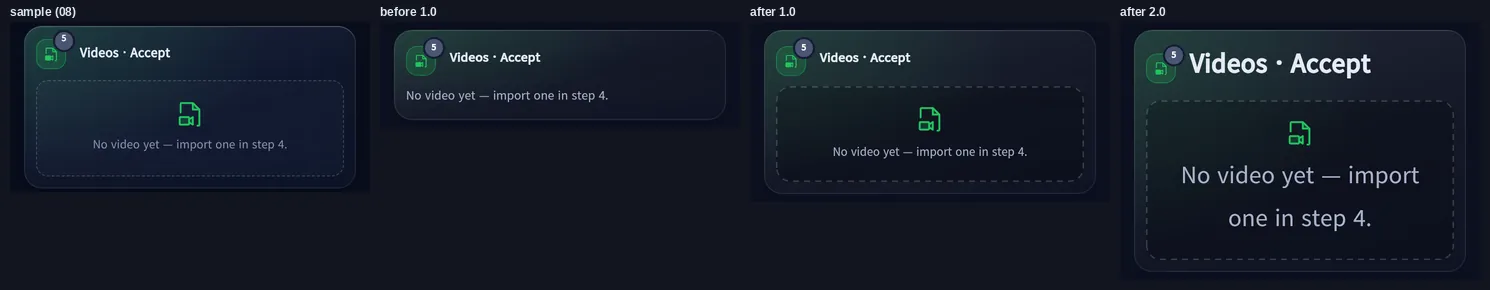 sample (08)
5
Videos · Accept
No video yet — import one in step 4.
before 1.0
5
Videos · Accept
No video yet — import one in step 4.
after 1.0
5
Videos · Accept
No video yet — import one in step 4.
after 2.0
5
Videos · Accept
No video yet — import
one in step 4.